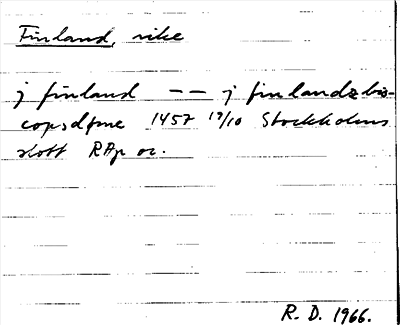 Finland, rike
j finland -- j finlandz bis-
copsdøme 1457 19/10 Stockholms
slott RAp or.
R. D. 1966.